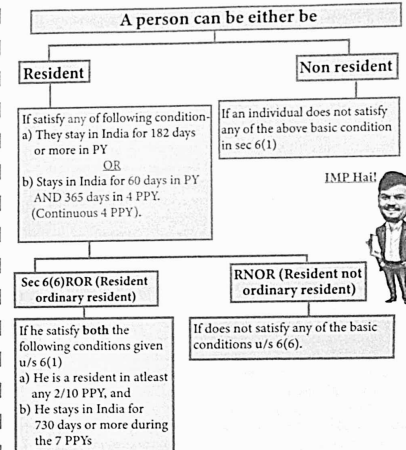 A person can be either be
Resident
Non resident
If satisfy any of following condition-
a) They stay in India for 182 days
or more in PY
OR
b) Stays in India for 60 days in PY
AND 365 days in 4 PPY.
(Continuous 4 PPY).
If an individual does not satisfy
any of the above basic condition
in sec 6(1)
IMP Hai!
Sec 6(6)ROR (Resident
ordinary resident)
RNOR (Resident not
ordinary resident)
If he satisfy both the
following conditions given
u/s 6(1)
a) He is a resident in atleast
any 2/10 PPY, and
b) He stays in India for
730 days or more during
the 7 PPYs
If does not satisfy any of the basic
conditions u/s 6(6).